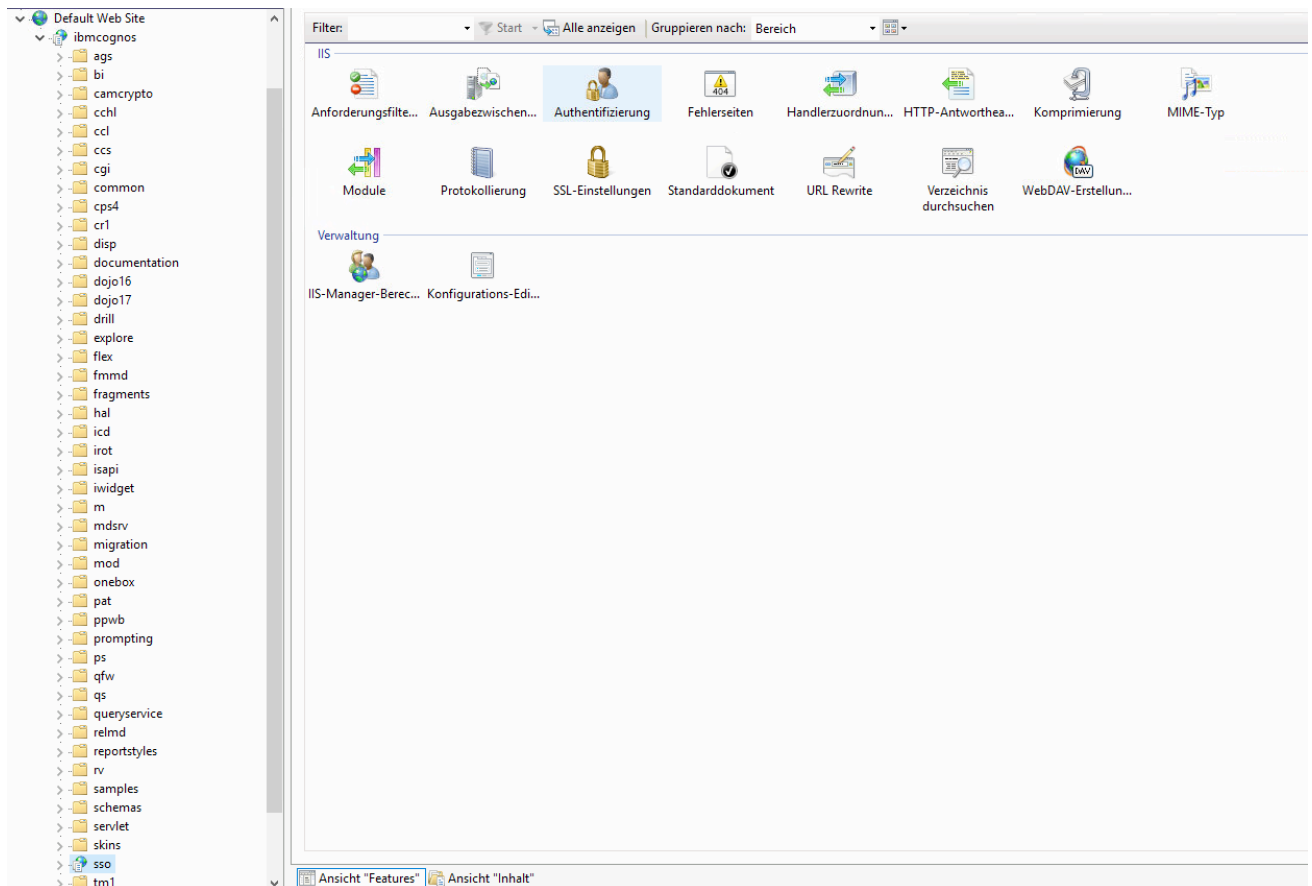 Default Web Site
ibmcognos
ags
bi
camcrypto
cchl
ccl
ccs
cgi
common
cps4
cr1
disp
documentation
dojo16
dojo17
drill
explore
flex
fmmd
fragments
hal
icd
irot
isapi
iwidget
m
mdsrv
migration
mod
onebox
pat
ppwb
prompting
ps
qfw
qs
queryservice
relmd
reportstyles
rv
samples
schemas
servlet
skins
sso
tm1
Filter: Start Alle anzeigen Gruppieren nach: Bereich
IIS
Anforderungsfilte... Ausgabezwischen... Authentifizierung Fehlerseiten Handlerzuordnun... HTTP-Antworthea... Komprimierung MIME-Typ
Module Protokollierung SSL-Einstellungen Standarddokument URL Rewrite Verzeichnis WebDAV-Erstellun...
durchsuchen
Verwaltung
IIS-Manager-Berec... Konfigurations-Edi...
Ansicht "Features" Ansicht "Inhalt"
404
DAV